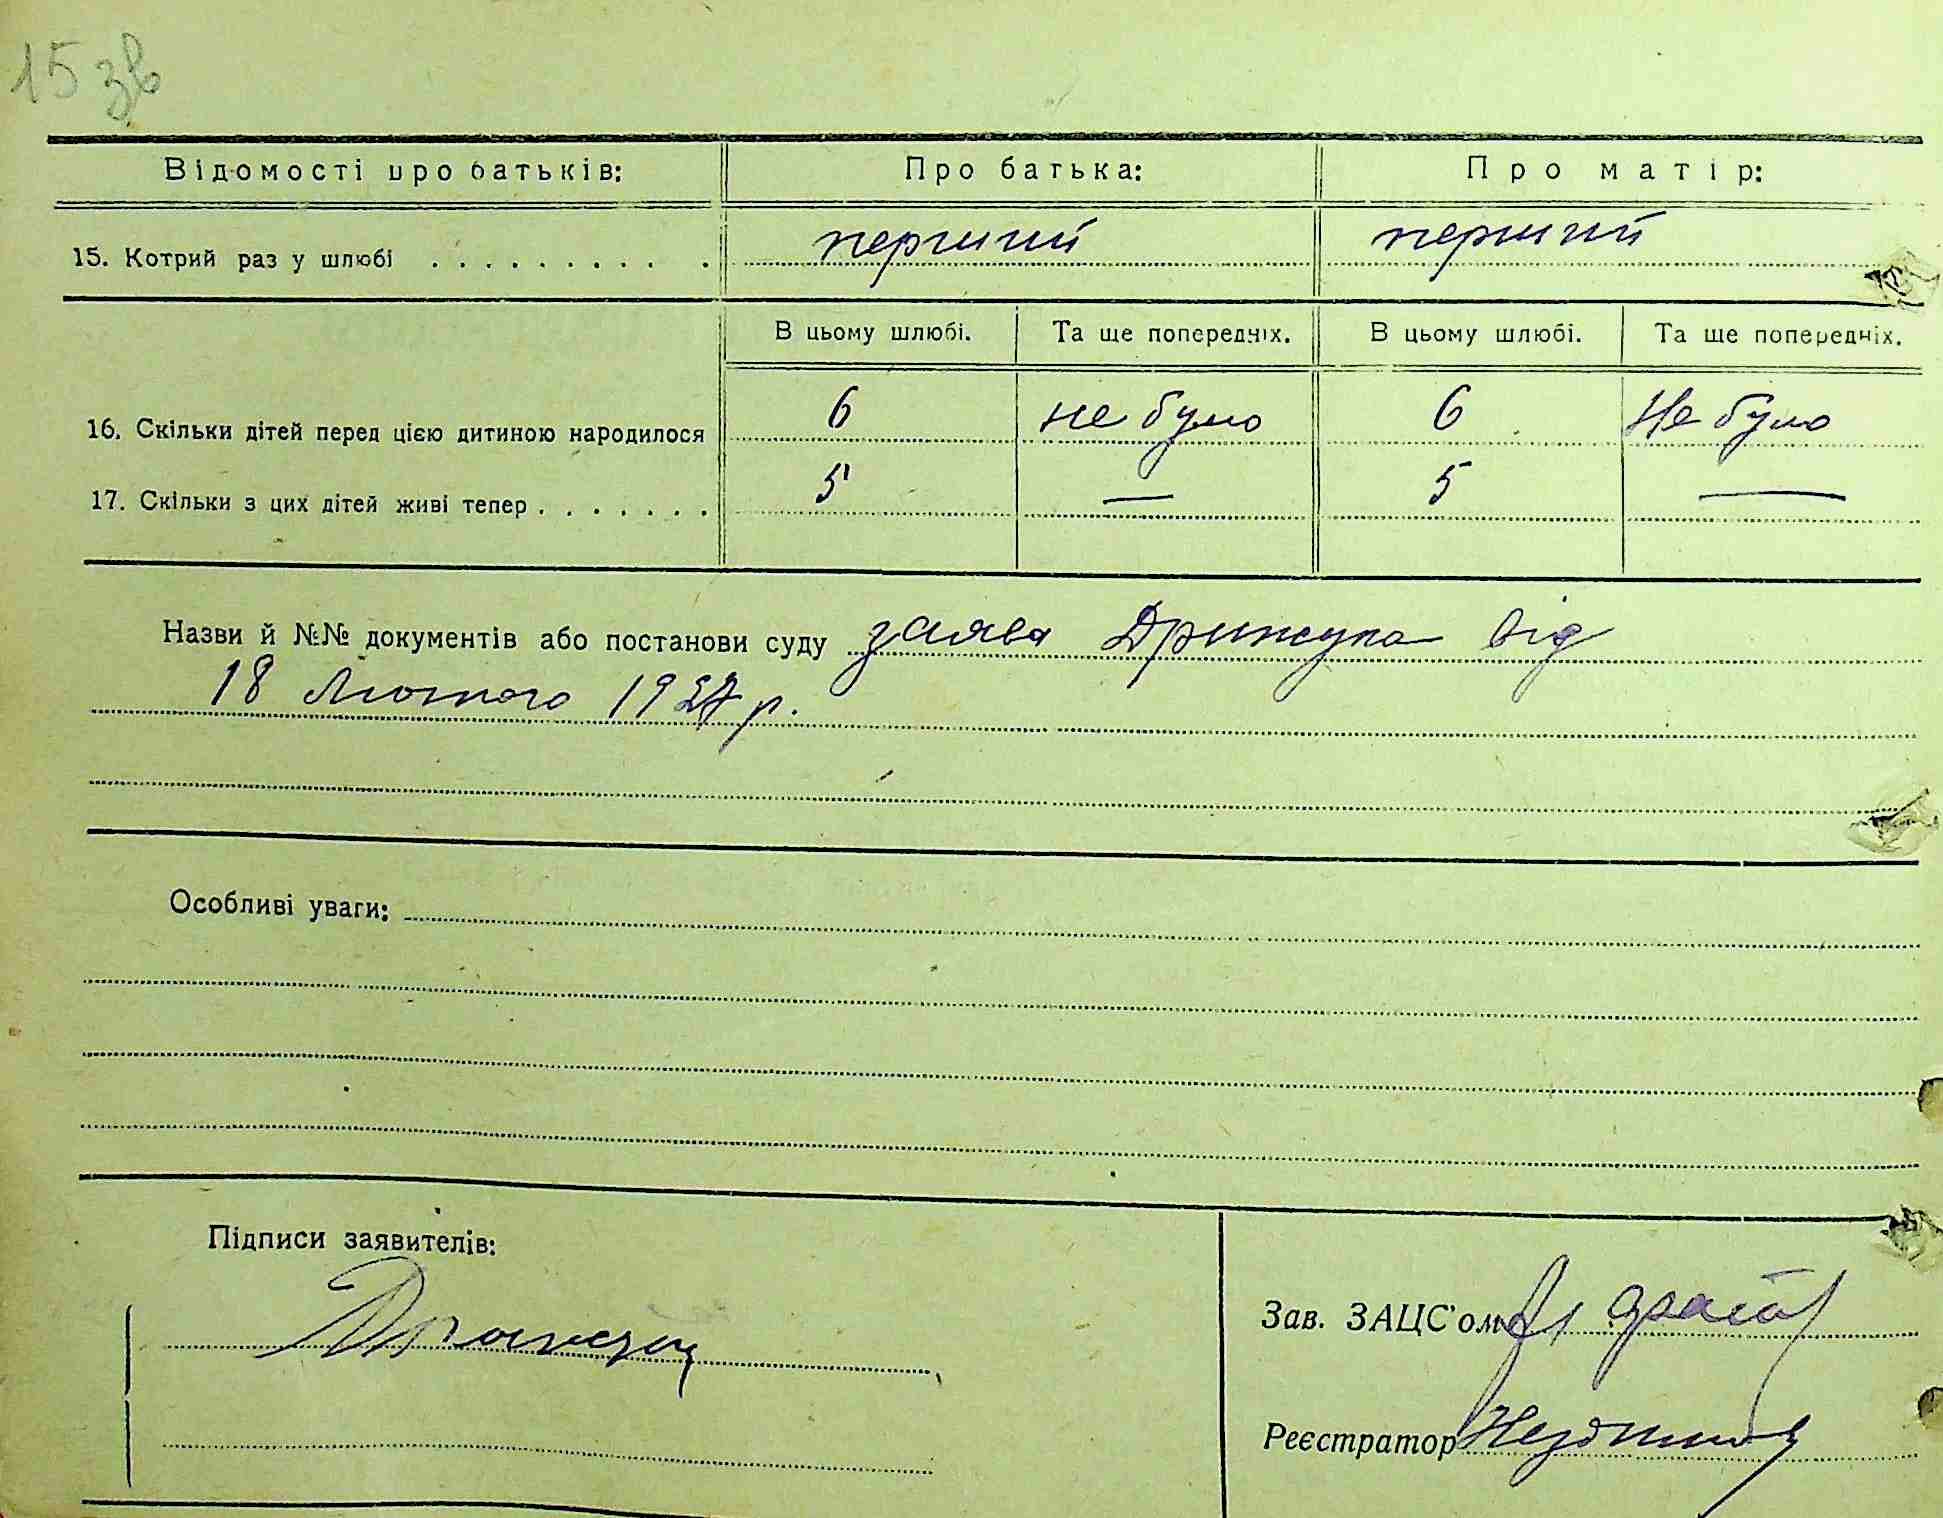 15 зв
Відомості про батьків: Про батька: Про матір:
15. Котрий раз у шлюбі . . . . . . . . . . перший перший
В цьому шлюбі. Та ще попередніх. В цьому шлюбі. Та ще попередніх.
16. Скільки дітей перед цією дитиною народилося 6 не було 6 Не було
17. Скільки з цих дітей живі тепер . . . . . . . 5 — 5 —
Назви й №№ документів або постанови суду заява від
18 Лютого 1937 р.
Особливі уваги:
Підписи заявителів:
Зав. ЗАЦС'ом
Реєстратор